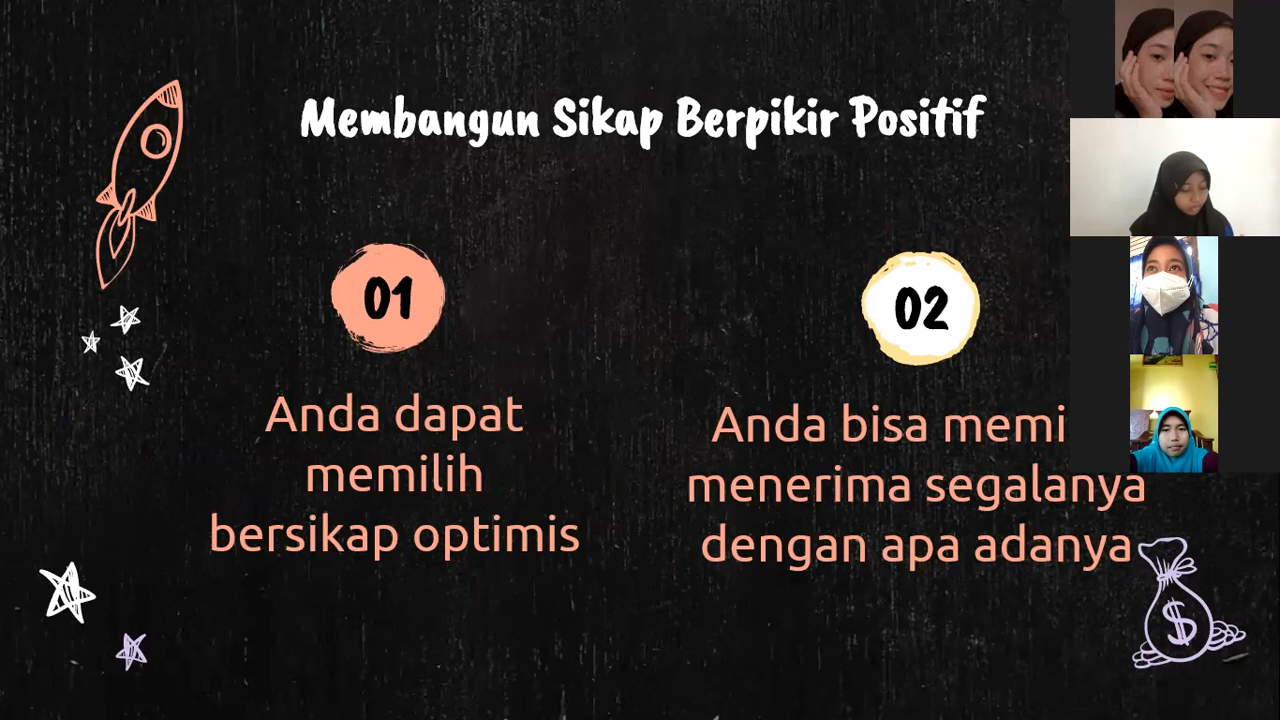 Membangun Sikap Berpikir Positif
01
Anda dapat
memilih
bersikap optimis
02
Anda bisa memi
menerima segalanya
dengan apa adanya
$